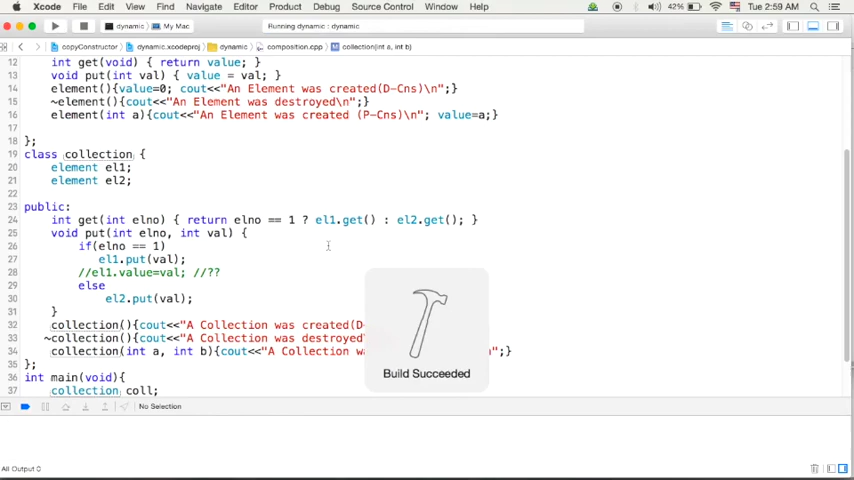 Xcode File Edit View Find Navigate Editor Product Debug Source Control Window Help 42% Tue 2:59 AM
dynamic My Mac Running dynamic : dynamic
copyConstructor dynamic.xcodeproj dynamic composition.cpp M collection(int a, int b)
12 int get(void) { return value; }
13 void put(int val) { value = val; }
14 element(){value=0; cout<<"An Element was created(D-Cns)\n";}
15 ~element(){cout<<"An Element was destroyed\n";}
16 element(int a){cout<<"An Element was created (P-Cns)\n"; value=a;}
17
18 };
19 class collection {
20 element el1;
21 element el2;
22
23 public:
24 int get(int elno) { return elno == 1 ? el1.get() : el2.get(); }
25 void put(int elno, int val) {
26 if(elno == 1)
27 el1.put(val);
28 //el1.value=val; //??
29 else
30 el2.put(val);
31 }
32 collection(){cout<<"A Collection was created(D-
33 ~collection(){cout<<"A Collection was destroyed
34 collection(int a, int b){cout<<"A Collection wa n";}
35 };
36 int main(void){
37 collection coll;
Build Succeeded
No Selection
All Output